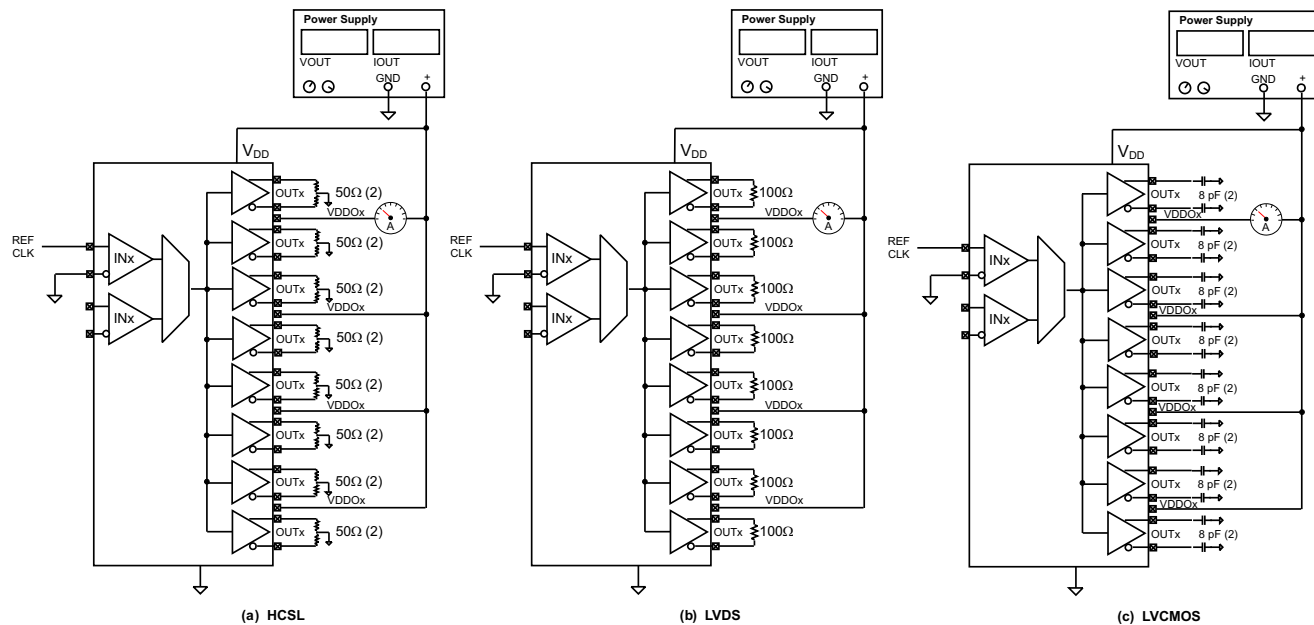 Power Supply
VOUT IOUT
GND +
V_DD
OUTx 50Ω (2)
VDDOx
A
OUTx 50Ω (2)
REF CLK
INx
OUTx 50Ω (2)
VDDOx
INx
OUTx 50Ω (2)
OUTx 50Ω (2)
VDDOx
OUTx 50Ω (2)
OUTx 50Ω (2)
VDDOx
OUTx 50Ω (2)
(a) HCSL
Power Supply
VOUT IOUT
GND +
V_DD
OUTx 100Ω
VDDOx
A
OUTx 100Ω
REF CLK
INx
OUTx 100Ω
VDDOx
INx
OUTx 100Ω
OUTx 100Ω
VDDOx
OUTx 100Ω
OUTx 100Ω
VDDOx
OUTx 100Ω
(b) LVDS
Power Supply
VOUT IOUT
GND +
V_DD
OUTx 8 pF (2)
VDDOx
A
OUTx 8 pF (2)
REF CLK
INx
OUTx 8 pF (2)
VDDOx
INx
OUTx 8 pF (2)
OUTx 8 pF (2)
VDDOx
OUTx 8 pF (2)
OUTx 8 pF (2)
VDDOx
OUTx 8 pF (2)
(c) LVCMOS